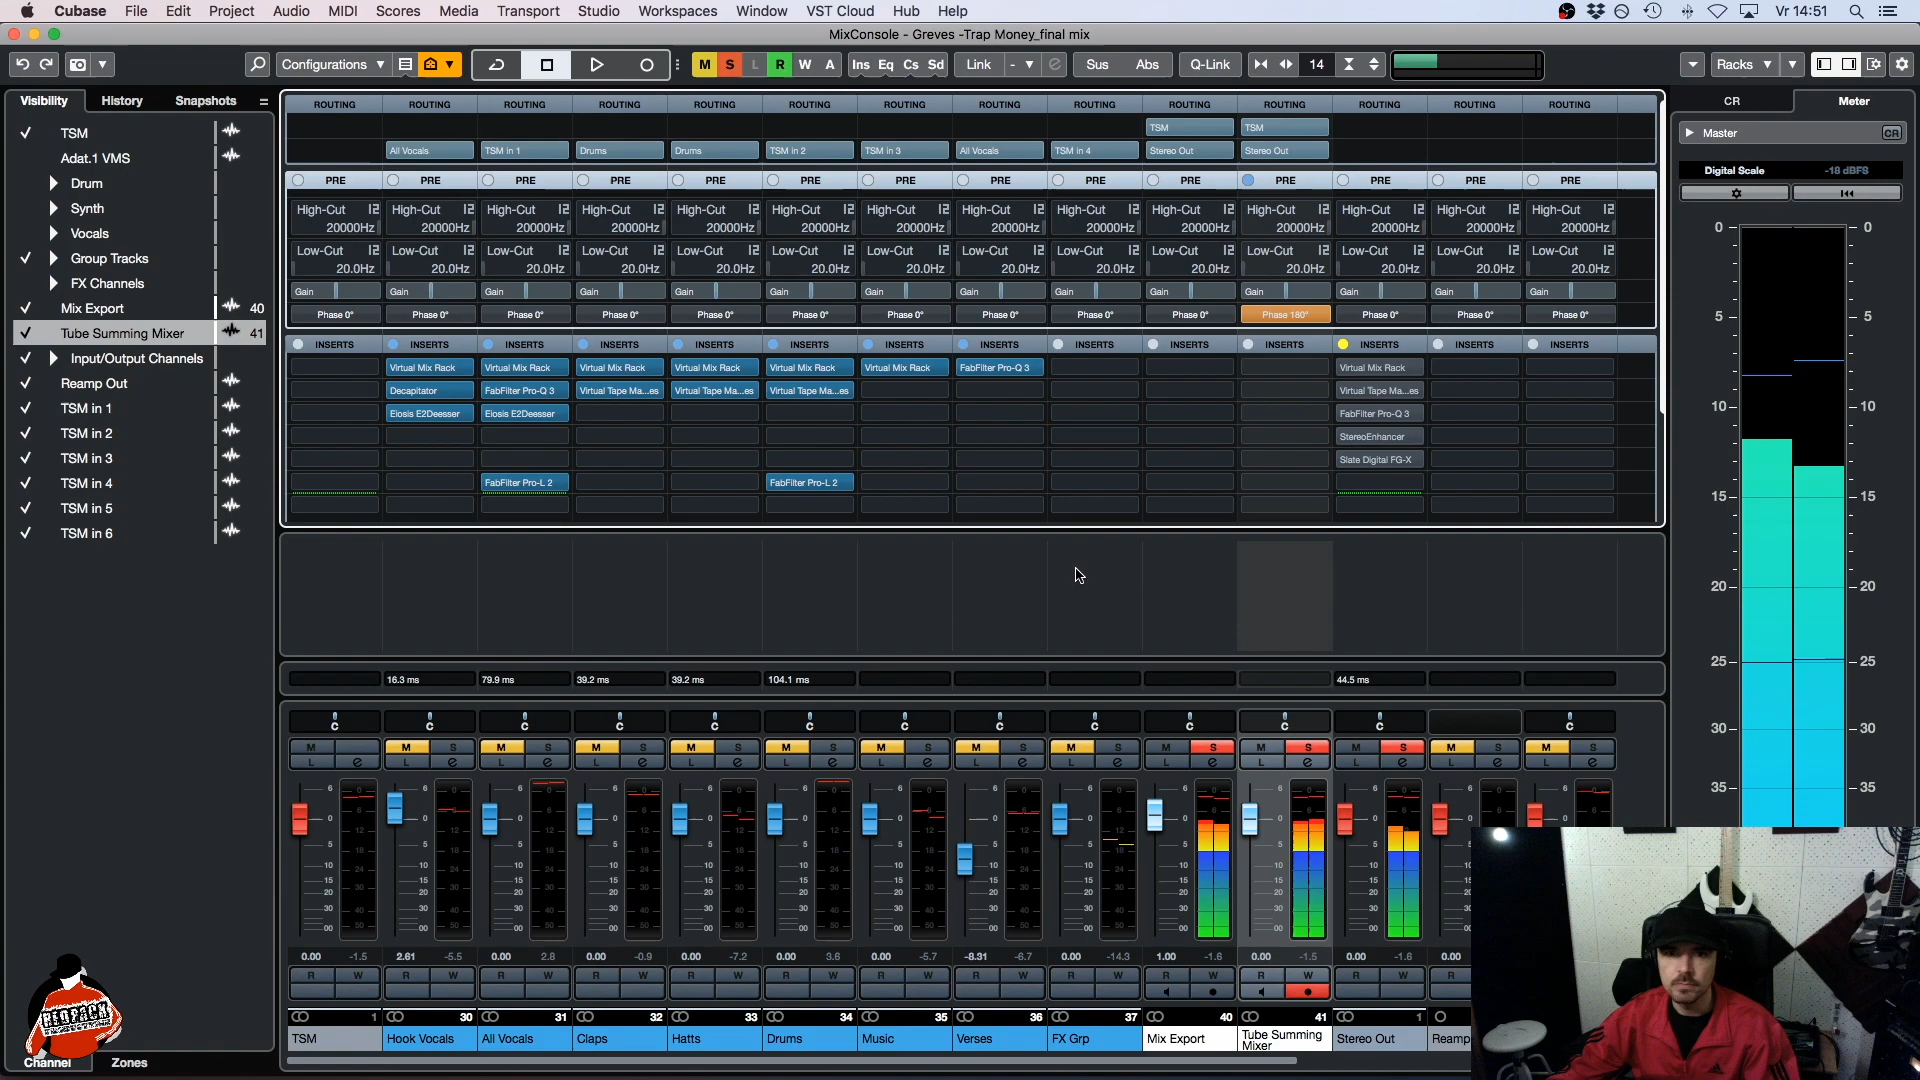 Cubase File Edit Project Audio MIDI Scores Media Transport Studio Workspaces Window VST Cloud Hub Help Vr 14:51
MixConsole - Greves -Trap Money_final mix
Configurations M S L R W A Ins Eq Cs Sd Link - Sus Abs Q-Link 14 Racks
Visibility History Snapshots
TSM
Adat.1 VMS
Drum
Synth
Vocals
Group Tracks
FX Channels
Mix Export 40
Tube Summing Mixer 41
Input/Output Channels
Reamp Out
TSM in 1
TSM in 2
TSM in 3
TSM in 4
TSM in 5
TSM in 6
REDPACK
Channel Zones
ROUTING ROUTING ROUTING ROUTING ROUTING ROUTING ROUTING ROUTING ROUTING ROUTING ROUTING ROUTING ROUTING ROUTING
TSM TSM
All Vocals TSM in 1 Drums Drums TSM in 2 TSM in 3 All Vocals TSM in 4 Stereo Out Stereo Out
PRE PRE PRE PRE PRE PRE PRE PRE PRE PRE PRE PRE PRE PRE
High-Cut High-Cut High-Cut High-Cut High-Cut High-Cut High-Cut High-Cut High-Cut High-Cut High-Cut High-Cut High-Cut High-Cut
20000Hz 20000Hz 20000Hz 20000Hz 20000Hz 20000Hz 20000Hz 20000Hz 20000Hz 20000Hz 20000Hz 20000Hz 20000Hz 20000Hz
Low-Cut Low-Cut Low-Cut Low-Cut Low-Cut Low-Cut Low-Cut Low-Cut Low-Cut Low-Cut Low-Cut Low-Cut Low-Cut Low-Cut
20.0Hz 20.0Hz 20.0Hz 20.0Hz 20.0Hz 20.0Hz 20.0Hz 20.0Hz 20.0Hz 20.0Hz 20.0Hz 20.0Hz 20.0Hz 20.0Hz
Gain Gain Gain Gain Gain Gain Gain Gain Gain Gain Gain Gain Gain Gain
Phase 0° Phase 0° Phase 0° Phase 0° Phase 0° Phase 0° Phase 0° Phase 0° Phase 0° Phase 0° Phase 180° Phase 0° Phase 0° Phase 0°
INSERTS INSERTS INSERTS INSERTS INSERTS INSERTS INSERTS INSERTS INSERTS INSERTS INSERTS INSERTS INSERTS INSERTS
Virtual Mix Rack Virtual Mix Rack Virtual Mix Rack Virtual Mix Rack Virtual Mix Rack Virtual Mix Rack FabFilter Pro-Q 3 Virtual Mix Rack
Decapitator FabFilter Pro-Q 3 Virtual Tape Ma...es Virtual Tape Ma...es Virtual Tape Ma...es Virtual Tape Ma...es
Eiosis E2Deesser Eiosis E2Deesser FabFilter Pro-Q 3
StereoEnhancer
Slate Digital FG-X
FabFilter Pro-L 2 FabFilter Pro-L 2
16.3 ms 79.9 ms 39.2 ms 39.2 ms 104.1 ms 44.5 ms
C C C C C C C C C C C C C
M M S M S M S M S M S M S M S M S M S M S M S M S M S
L e L e L e L e L e L e L e L e L e L e L e L e L e L e
0.00 -1.5 2.61 -5.5 0.00 2.8 0.00 -0.9 0.00 -7.2 0.00 3.6 0.00 -5.7 -8.31 -6.7 0.00 -14.3 1.00 -1.6 0.00 -1.5 0.00 -1.6 0.00
R W R W R W R W R W R W R W R W R W R W R W R W
1 30 31 32 33 34 35 36 37 40 41 1
TSM Hook Vocals All Vocals Claps Hatts Drums Music Verses FX Grp Mix Export Tube Summing Mixer Stereo Out Reamp
CR Meter
Master CR
Digital Scale -18 dBFS
0 0
5 5
10 10
15 15
20 20
25 25
30 30
35 35